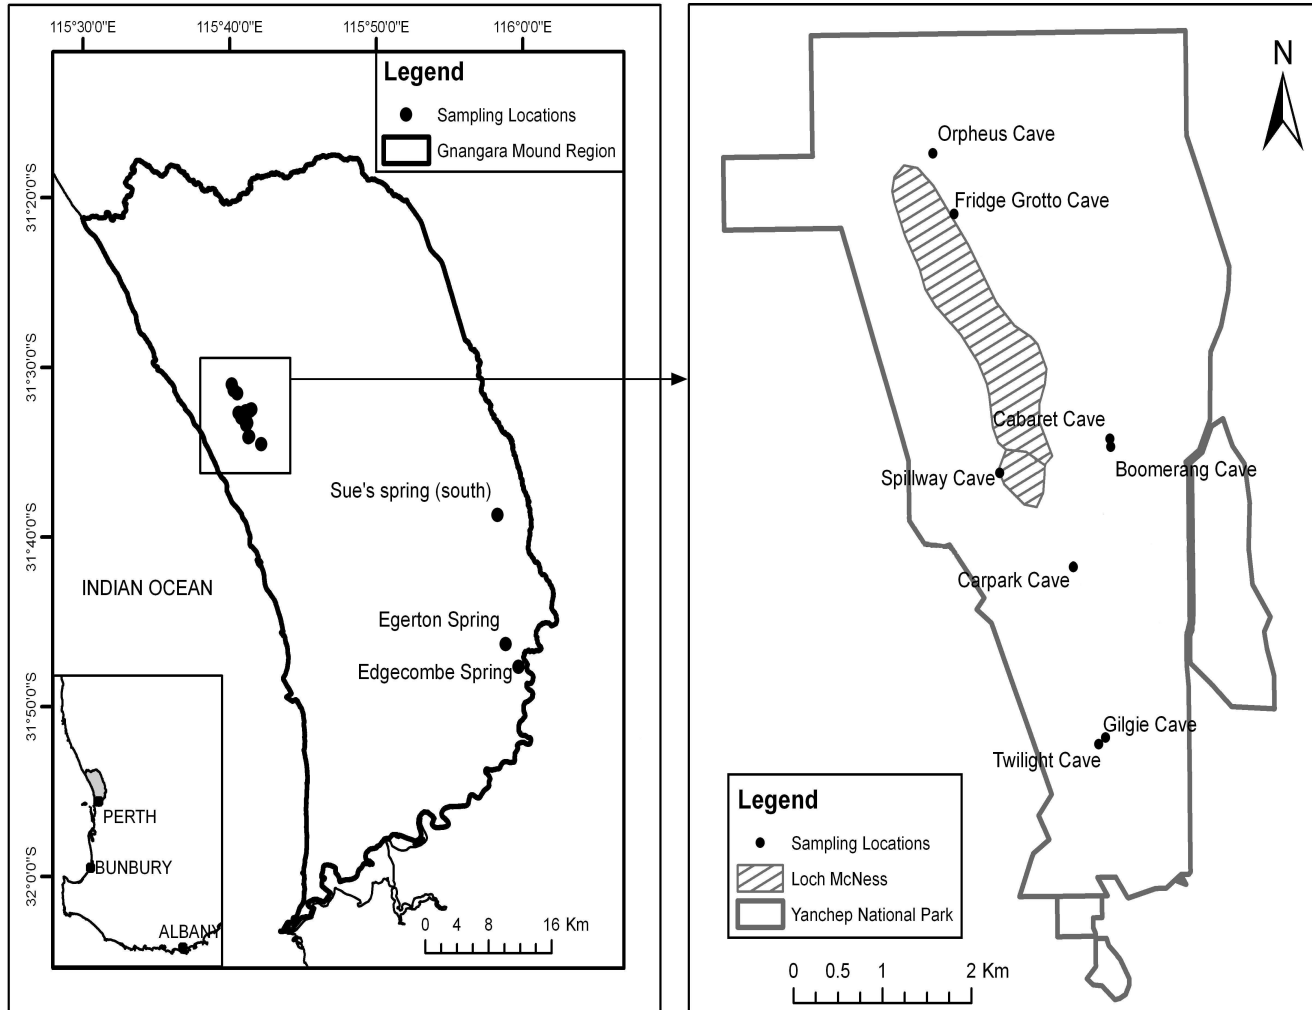 115°30'0"E
115°40'0"E
115°50'0"E
116°0'0"E
Legend
Sampling Locations
Gnangara Mound Region
31°20'0"S
31°30'0"S
31°40'0"S
31°50'0"S
32°0'0"S
Sue's spring (south)
INDIAN OCEAN
Egerton Spring
Edgecombe Spring
PERTH
BUNBURY
ALBANY
0 4 8 16 Km
N
Orpheus Cave
Fridge Grotto Cave
Cabaret Cave
Boomerang Cave
Spillway Cave
Carpark Cave
Gilgie Cave
Twilight Cave
Legend
Sampling Locations
Loch McNess
Yanchep National Park
0 0.5 1 2 Km